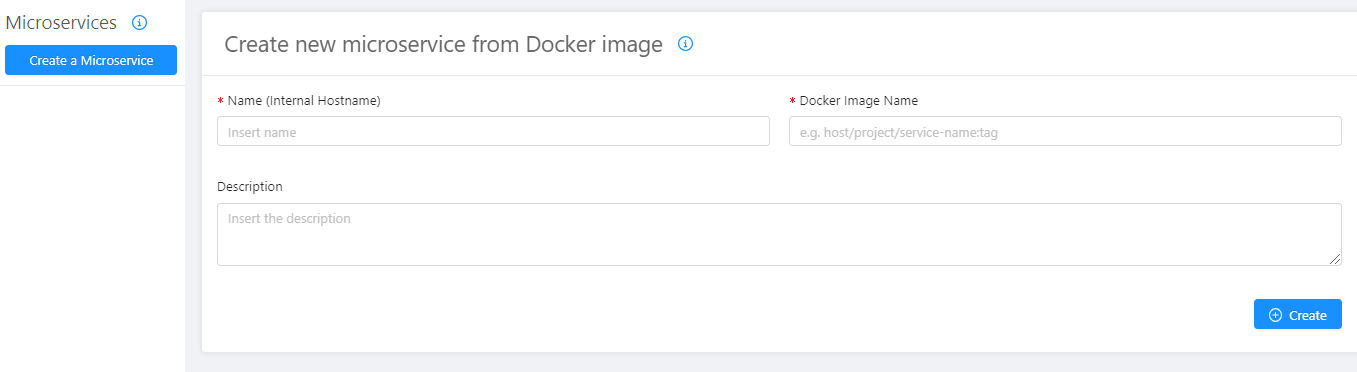 Microservices
Create a Microservice
Create new microservice from Docker image
* Name (Internal Hostname)
Insert name
* Docker Image Name
e.g. host/project/service-name:tag
Description
Insert the description
Create